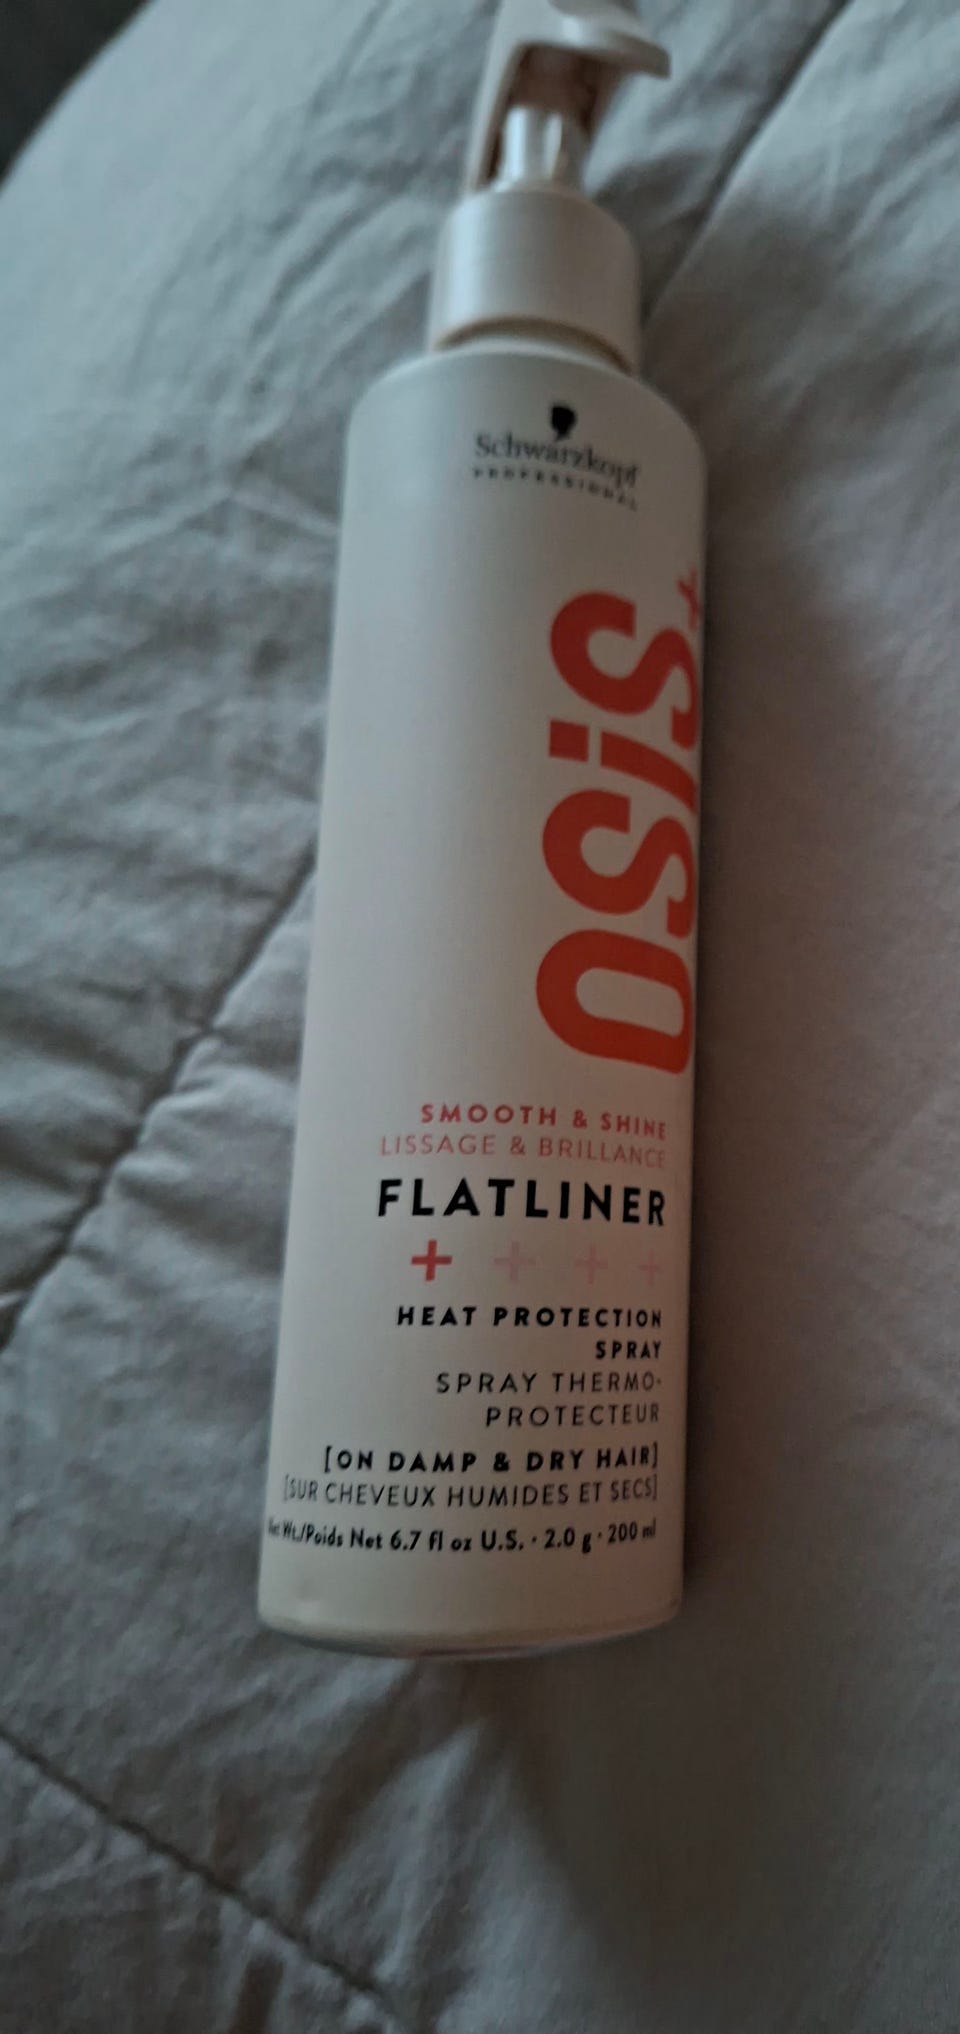 Schwarzkopf
PROFESSIONAL
OSiS+
SMOOTH & SHINE
LISSAGE & BRILLANCE
FLATLINER
+ + + +
HEAT PROTECTION
SPRAY
SPRAY THERMO-
PROTECTEUR
[ON DAMP & DRY HAIR]
[SUR CHEVEUX HUMIDES ET SECS]
Net Wt./Poids Net 6.7 fl oz U.S. · 2.0 g · 200 ml